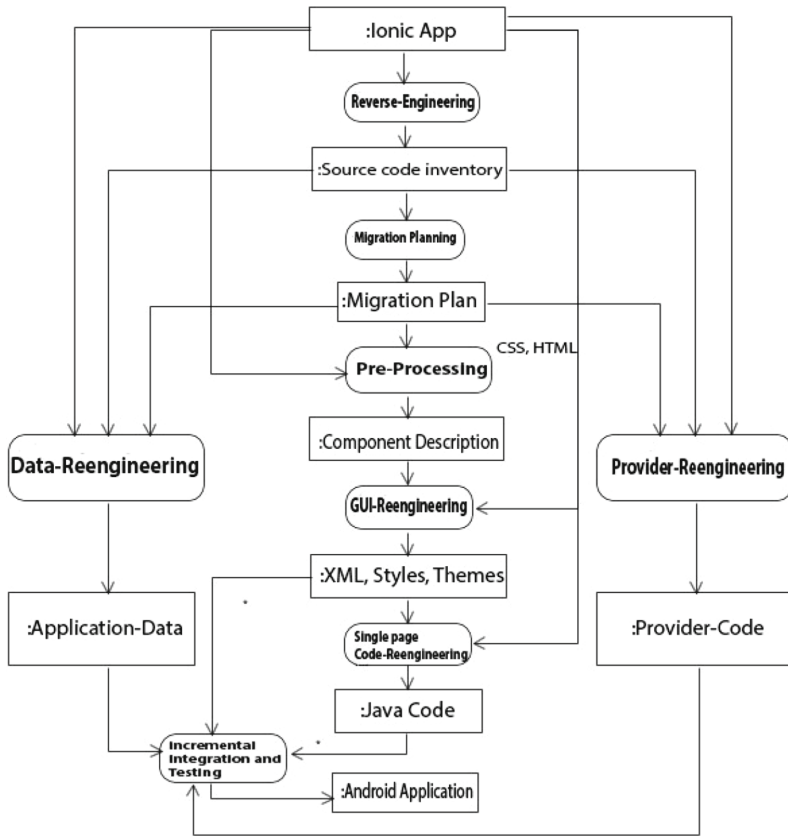 :Ionic App
Reverse-Engineering
:Source code inventory
Migration Planning
:Migration Plan
CSS, HTML
Pre-Processing
:Component Description
Data-Reengineering
Provider-Reengineering
GUI-Reengineering
:XML, Styles, Themes
*
:Application-Data
Single page
Code-Reengineering
:Provider-Code
:Java Code
*
Incremental
Integration and
Testing
:Android Application